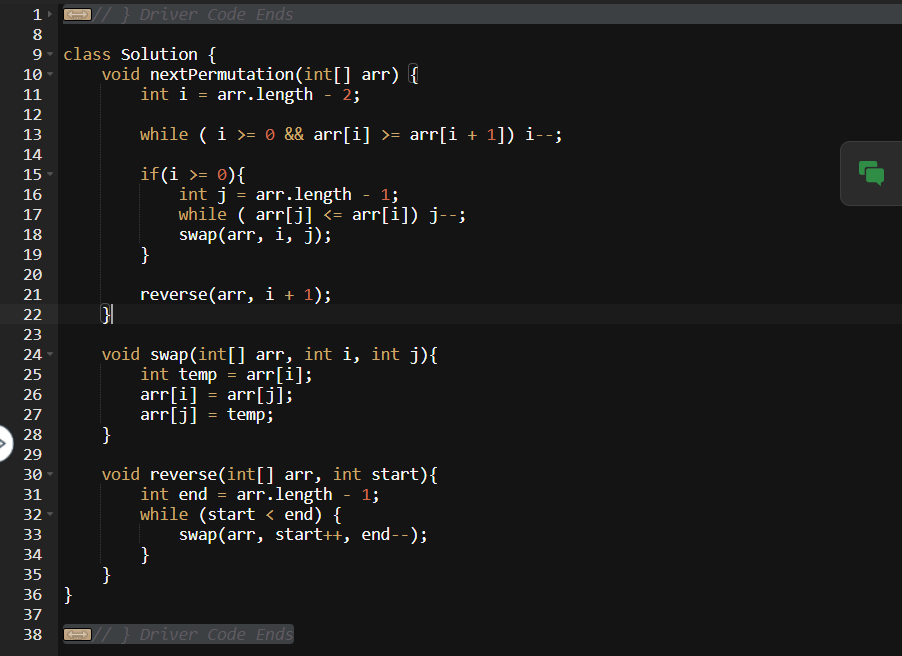 1 // } Driver Code Ends
8
9 class Solution {
10     void nextPermutation(int[] arr) {
11         int i = arr.length - 2;
12
13         while ( i >= 0 && arr[i] >= arr[i + 1]) i--;
14
15         if(i >= 0){
16             int j = arr.length - 1;
17             while ( arr[j] <= arr[i]) j--;
18             swap(arr, i, j);
19         }
20
21         reverse(arr, i + 1);
22     }
23
24     void swap(int[] arr, int i, int j){
25         int temp = arr[i];
26         arr[i] = arr[j];
27         arr[j] = temp;
28     }
29
30     void reverse(int[] arr, int start){
31         int end = arr.length - 1;
32         while (start < end) {
33             swap(arr, start++, end--);
34         }
35     }
36 }
37
38 // } Driver Code Ends